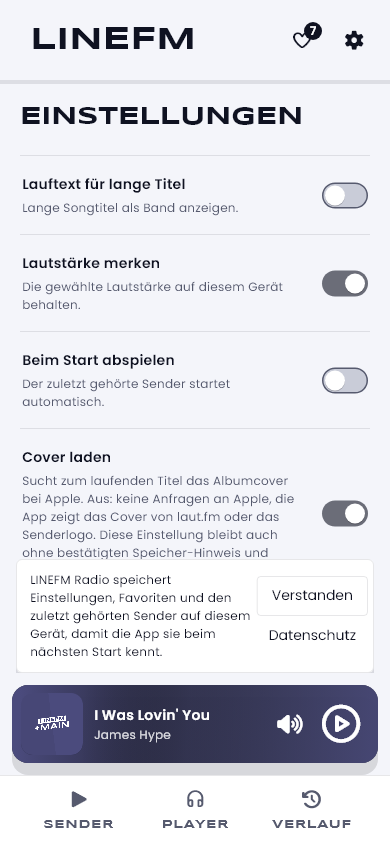 LINEFM
7
EINSTELLUNGEN
Lauftext für lange Titel
Lange Songtitel als Band anzeigen.
Lautstärke merken
Die gewählte Lautstärke auf diesem Gerät
behalten.
Beim Start abspielen
Der zuletzt gehörte Sender startet
automatisch.
Cover laden
Sucht zum laufenden Titel das Albumcover
bei Apple. Aus: keine Anfragen an Apple, die
App zeigt das Cover von laut.fm oder das
Senderlogo. Diese Einstellung bleibt auch
ohne bestätigten Speicher-Hinweis und
LINEFM Radio speichert
Einstellungen, Favoriten und den
zuletzt gehörten Sender auf diesem
Gerät, damit die App sie beim
nächsten Start kennt.
Verstanden
Datenschutz
LINEFM
MAIN
I Was Lovin' You
James Hype
SENDER
PLAYER
VERLAUF